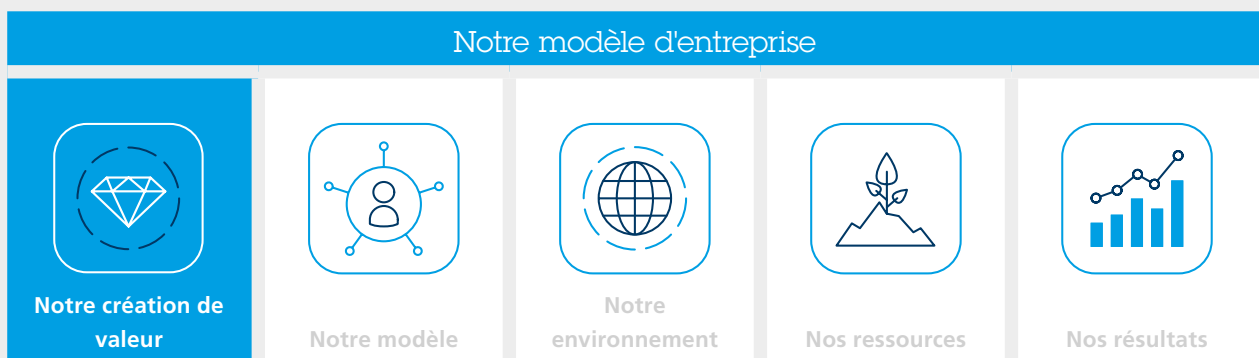 Notre modèle d'entreprise
Notre création de
valeur
Notre modèle
Notre
environnement
Nos ressources
Nos résultats